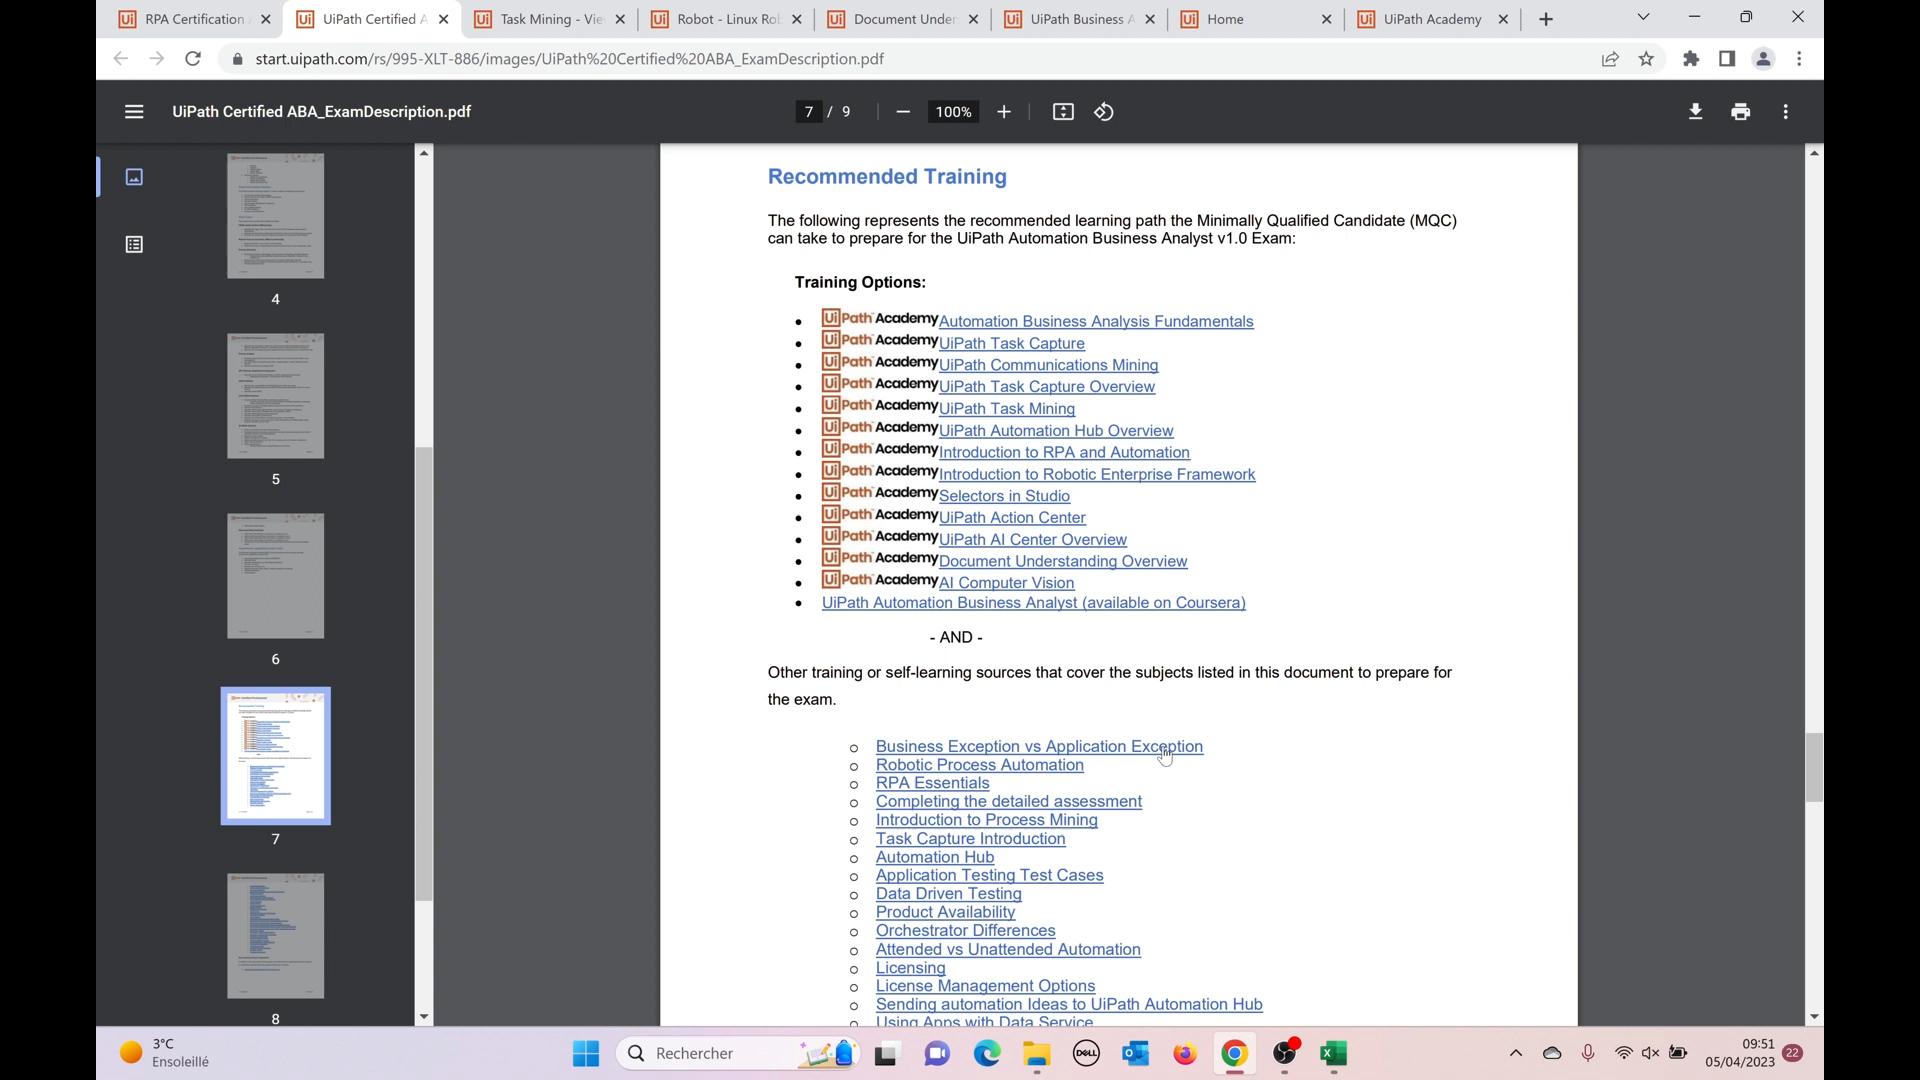 RPA Certification
UiPath Certified A
Task Mining - Vie
Robot - Linux Ro
Document Under
UiPath Business A
Home
UiPath Academy
start.uipath.com/rs/995-XLT-886/images/UiPath%20Certified%20ABA_ExamDescription.pdf
UiPath Certified ABA_ExamDescription.pdf
7 / 9
100%
4
5
6
7
8
Recommended Training
The following represents the recommended learning path the Minimally Qualified Candidate (MQC)
can take to prepare for the UiPath Automation Business Analyst v1.0 Exam:
Training Options:
UiPath Academy Automation Business Analysis Fundamentals
UiPath Academy UiPath Task Capture
UiPath Academy UiPath Communications Mining
UiPath Academy UiPath Task Capture Overview
UiPath Academy UiPath Task Mining
UiPath Academy UiPath Automation Hub Overview
UiPath Academy Introduction to RPA and Automation
UiPath Academy Introduction to Robotic Enterprise Framework
UiPath Academy Selectors in Studio
UiPath Academy UiPath Action Center
UiPath Academy UiPath AI Center Overview
UiPath Academy Document Understanding Overview
UiPath Academy AI Computer Vision
UiPath Automation Business Analyst (available on Coursera)
- AND -
Other training or self-learning sources that cover the subjects listed in this document to prepare for
the exam.
Business Exception vs Application Exception
Robotic Process Automation
RPA Essentials
Completing the detailed assessment
Introduction to Process Mining
Task Capture Introduction
Automation Hub
Application Testing Test Cases
Data Driven Testing
Product Availability
Orchestrator Differences
Attended vs Unattended Automation
Licensing
License Management Options
Sending automation Ideas to UiPath Automation Hub
Using Apps with Data Service
3°C
Ensoleillé
Rechercher
DELL
09:51
05/04/2023
22